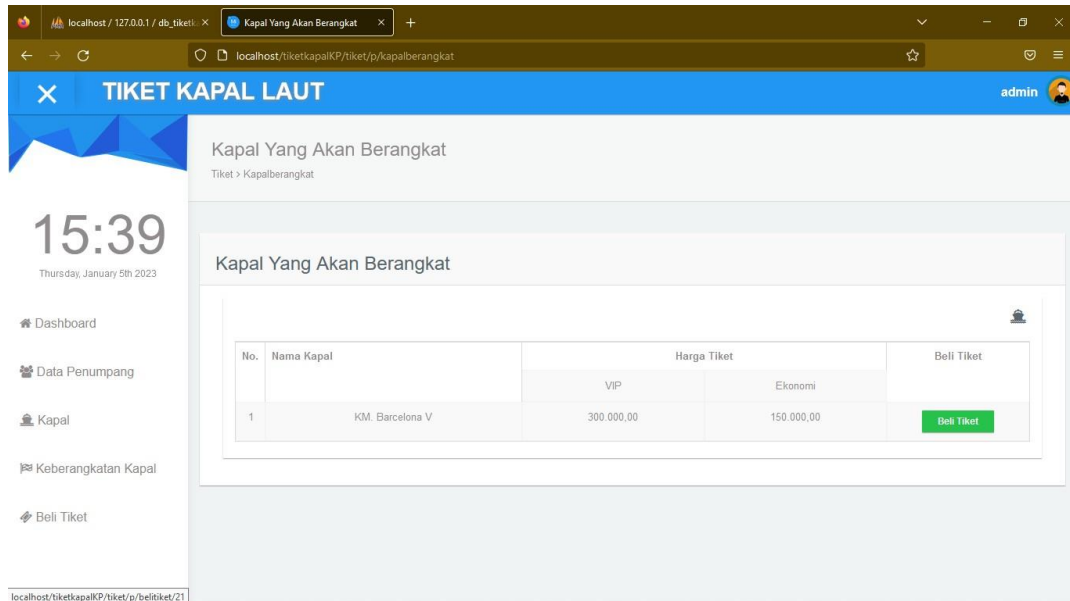 localhost / 127.0.0.1 / db_tiketk
Kapal Yang Akan Berangkat
localhost/tiketkapalKP/tiket/p/kapalberangkat
TIKET KAPAL LAUT
admin
Kapal Yang Akan Berangkat
Tiket > Kapalberangkat
15:39
Thursday, January 5th 2023
Dashboard
Data Penumpang
Kapal
Keberangkatan Kapal
Beli Tiket
Kapal Yang Akan Berangkat
No. Nama Kapal Harga Tiket Beli Tiket
VIP Ekonomi
1 KM. Barcelona V 300.000,00 150.000,00 Beli Tiket
localhost/tiketkapalKP/tiket/p/belitiket/21